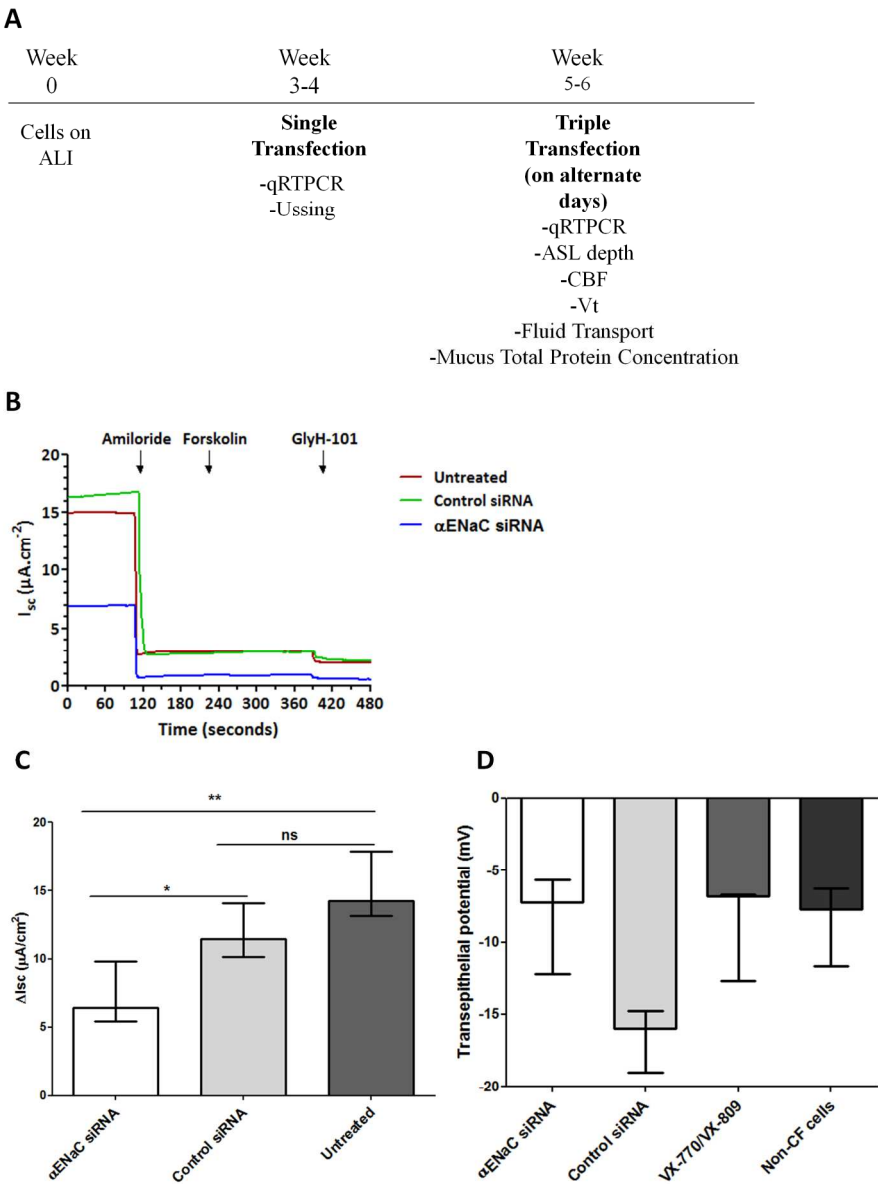 A
Week
0
Week
3-4
Week
5-6
Cells on
ALI
Single
Transfection
-qRTPCR
-Ussing
Triple
Transfection
(on alternate
days)
-qRTPCR
-ASL depth
-CBF
-Vt
-Fluid Transport
-Mucus Total Protein Concentration
B
Amiloride Forskolin GlyH-101
20
15
10
5
0
Isc (µA.cm-2)
0 60 120 180 240 300 360 420 480
Time (seconds)
Untreated
Control siRNA
αENaC siRNA
C
**
ns
*
20
15
10
5
0
ΔIsc (µA/cm²)
αENaC siRNA
Control siRNA
Untreated
D
0
-5
-10
-15
-20
Transepithelial potential (mV)
αENaC siRNA
Control siRNA
VX-770/VX-809
Non-CF cells